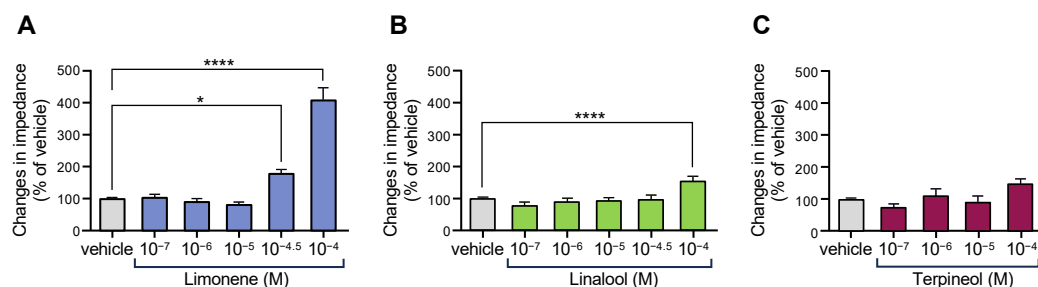 A
Changes in impedance
(% of vehicle)
500
400
300
200
100
0
****
*
vehicle 10⁻⁷ 10⁻⁶ 10⁻⁵ 10⁻⁴·⁵ 10⁻⁴
Limonene (M)
B
Changes in impedance
(% of vehicle)
500
400
300
200
100
0
****
vehicle 10⁻⁷ 10⁻⁶ 10⁻⁵ 10⁻⁴·⁵ 10⁻⁴
Linalool (M)
C
Changes in impedance
(% of vehicle)
500
400
300
200
100
0
vehicle 10⁻⁷ 10⁻⁶ 10⁻⁵ 10⁻⁴
Terpineol (M)